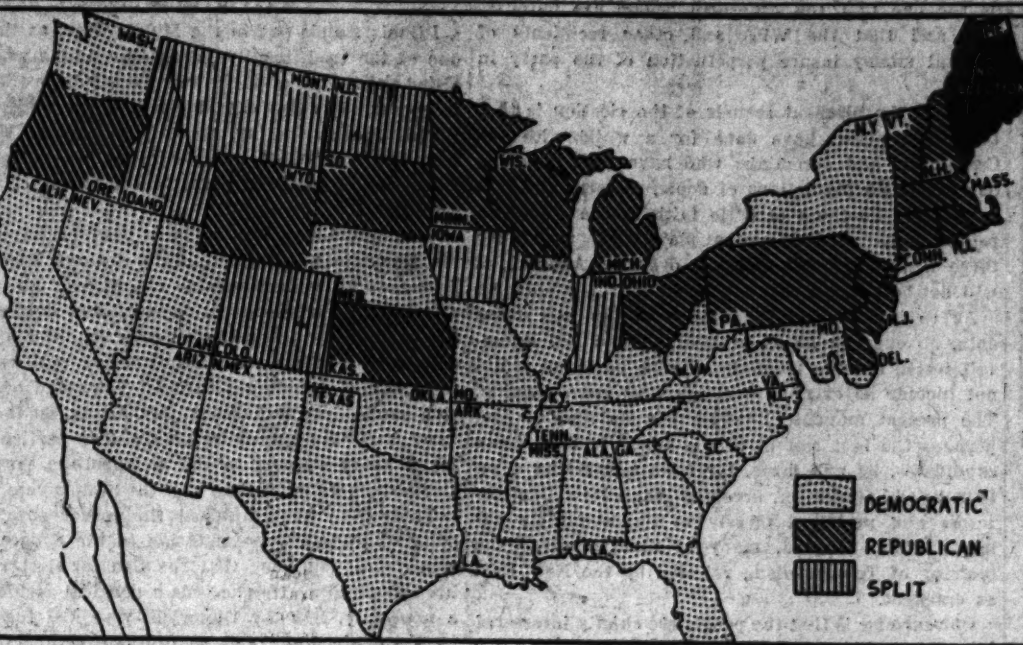 WASH.
MONT.
N.D.
ORE.
IDAHO
WYO.
S.D.
MINN.
WIS.
MICH.
N.Y.
VT.
N.H.
MASS.
CONN.
R.I.
CALIF.
NEV.
UTAH
COLO.
NEB.
KAS.
IOWA
ILL.
IND.
OHIO
PA.
N.J.
MD.
DEL.
W.VA.
VA.
KY.
N.C.
TENN.
ARIZ.
N.MEX.
TEXAS
OKLA.
MO.
ARK.
MISS.
ALA.
GA.
S.C.
LA.
FLA.
DEMOCRATIC
REPUBLICAN
SPLIT